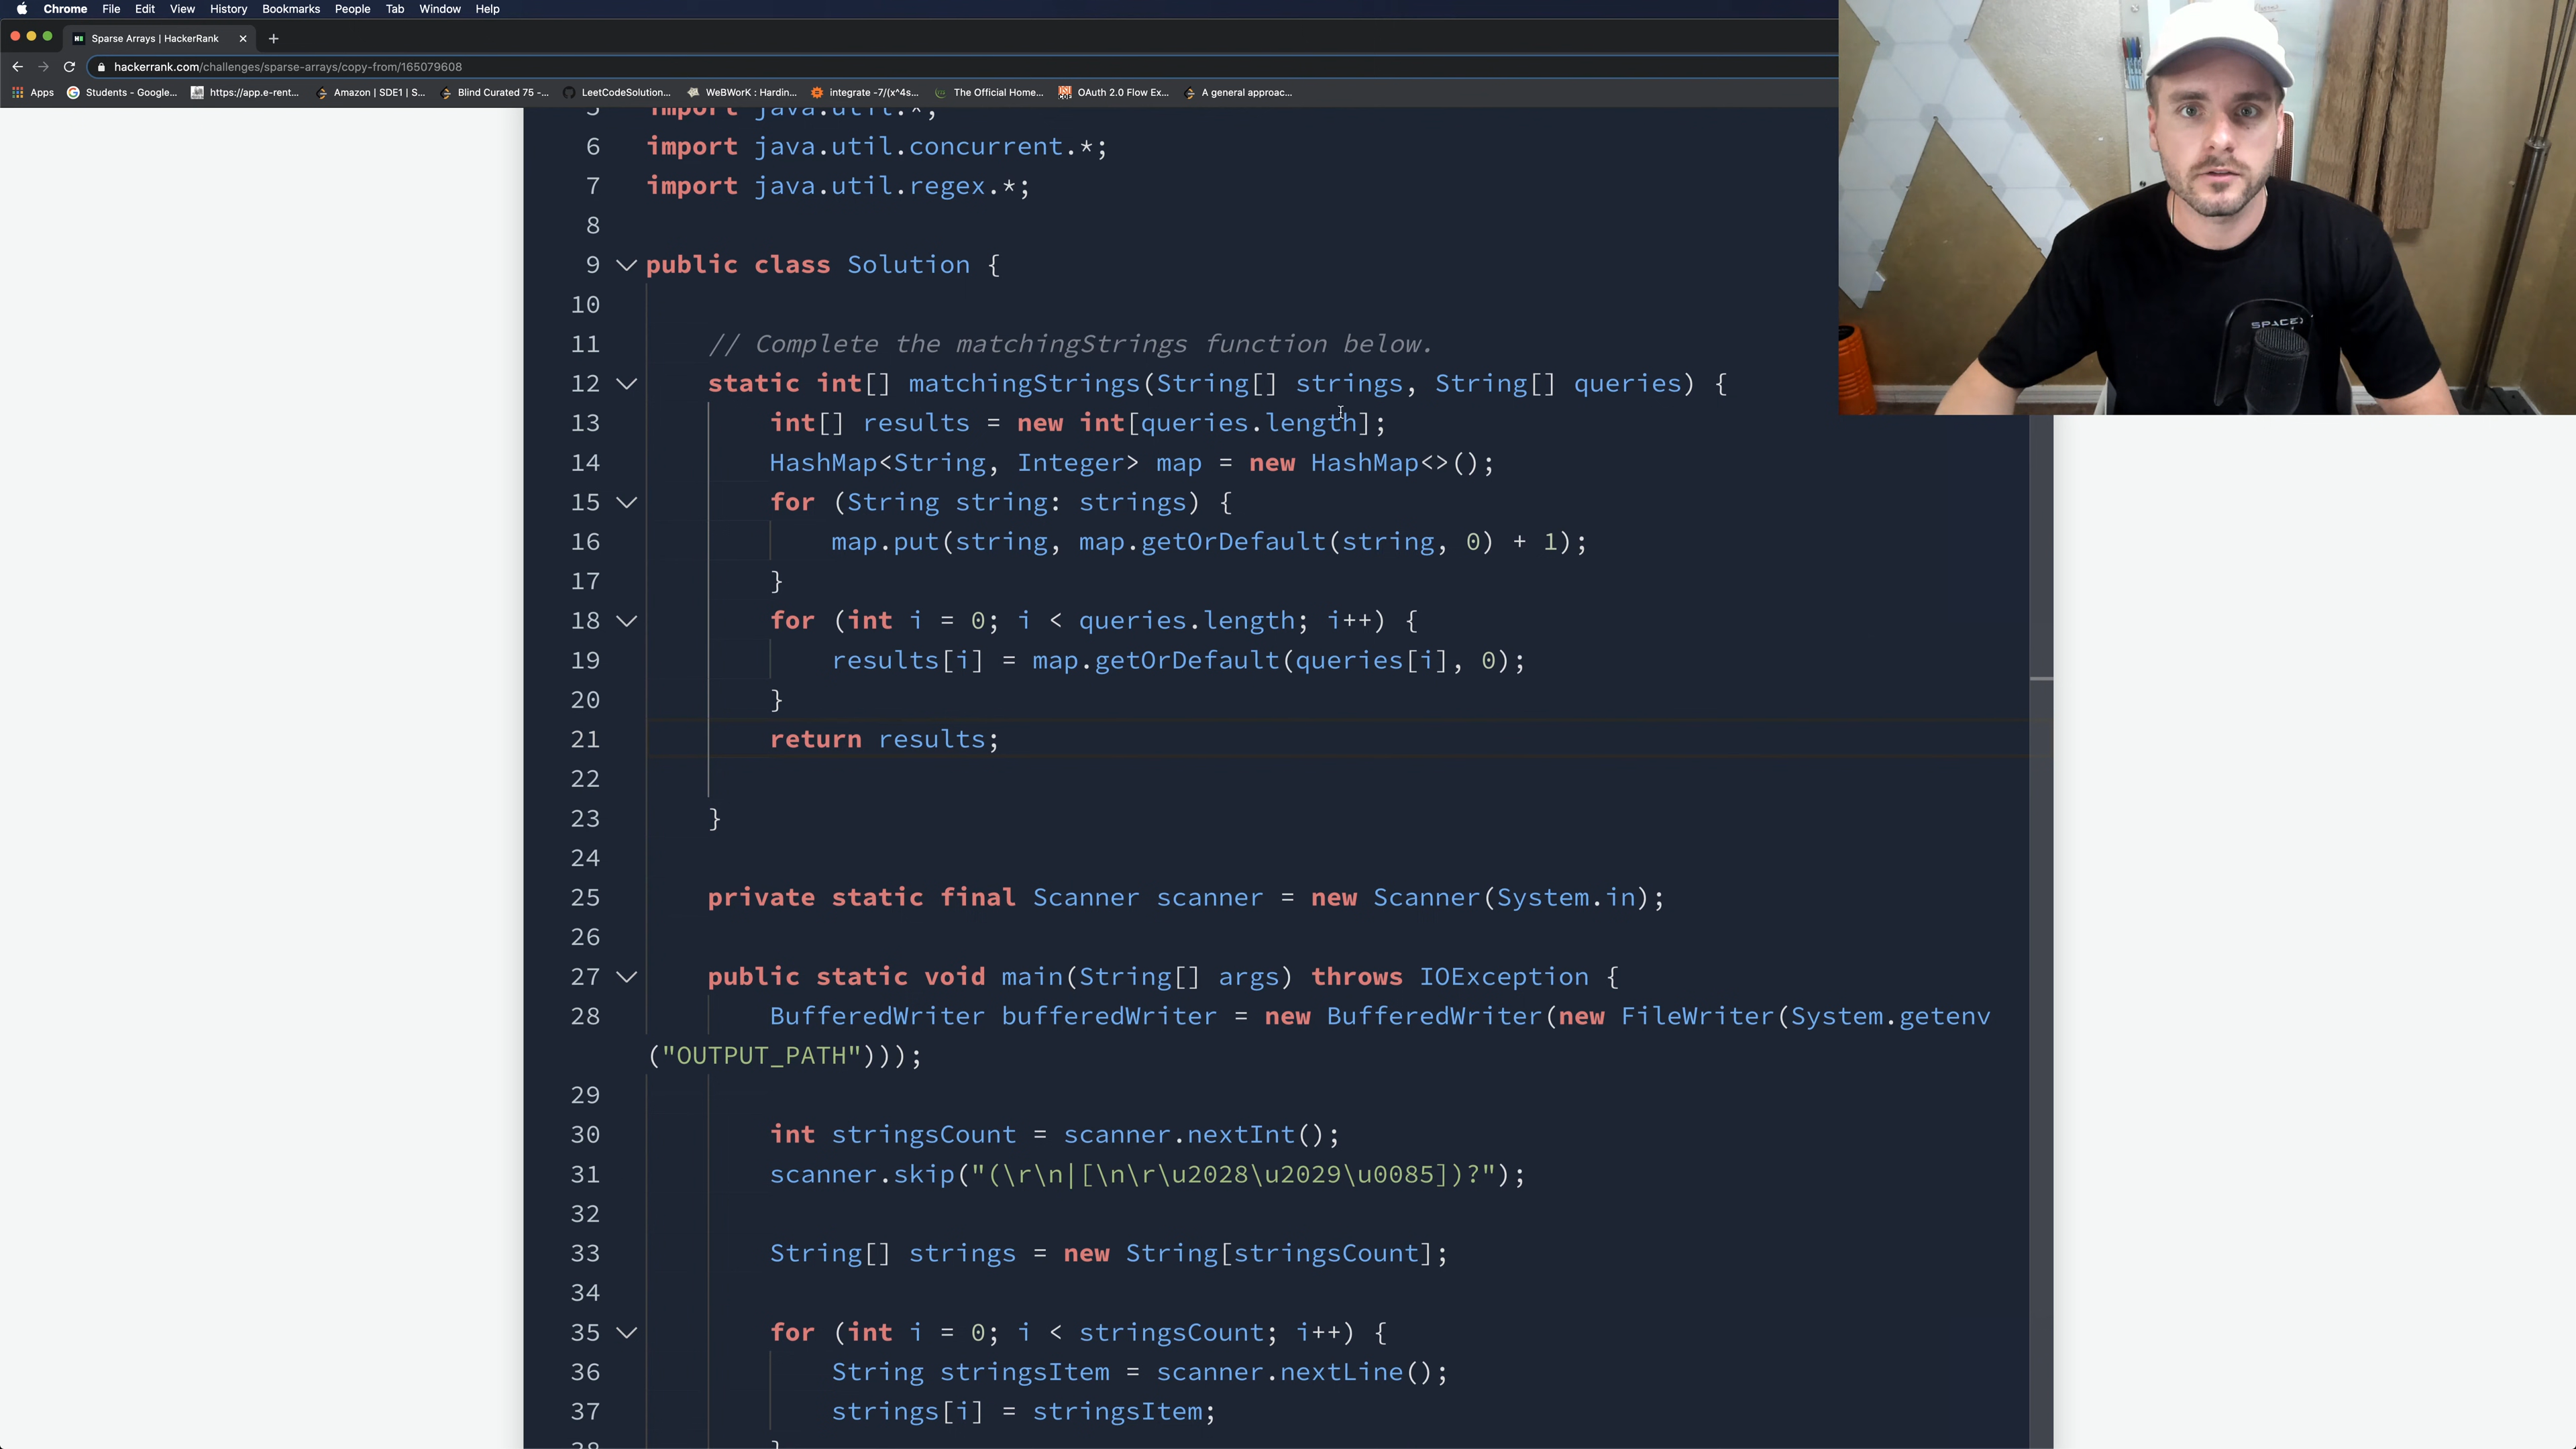 Chrome File Edit View History Bookmarks People Tab Window Help
Sparse Arrays | HackerRank
hackerrank.com/challenges/sparse-arrays/copy-from/165079608
Apps Students - Google... https://app.e-rent... Amazon | SDE1 | S... Blind Curated 75 -... LeetCodeSolution... WeBWorK : Hardin... integrate -7/(x^4s... The Official Home... OAuth 2.0 Flow Ex... A general approac...
5 import java.util.*;
6 import java.util.concurrent.*;
7 import java.util.regex.*;
8
9 public class Solution {
10
11 // Complete the matchingStrings function below.
12 static int[] matchingStrings(String[] strings, String[] queries) {
13 int[] results = new int[queries.length];
14 HashMap<String, Integer> map = new HashMap<>();
15 for (String string: strings) {
16 map.put(string, map.getOrDefault(string, 0) + 1);
17 }
18 for (int i = 0; i < queries.length; i++) {
19 results[i] = map.getOrDefault(queries[i], 0);
20 }
21 return results;
22
23 }
24
25 private static final Scanner scanner = new Scanner(System.in);
26
27 public static void main(String[] args) throws IOException {
28 BufferedWriter bufferedWriter = new BufferedWriter(new FileWriter(System.getenv
("OUTPUT_PATH")));
29
30 int stringsCount = scanner.nextInt();
31 scanner.skip("(\r\n|[\n\r\u2028\u2029\u0085])?");
32
33 String[] strings = new String[stringsCount];
34
35 for (int i = 0; i < stringsCount; i++) {
36 String stringsItem = scanner.nextLine();
37 strings[i] = stringsItem;
38 }